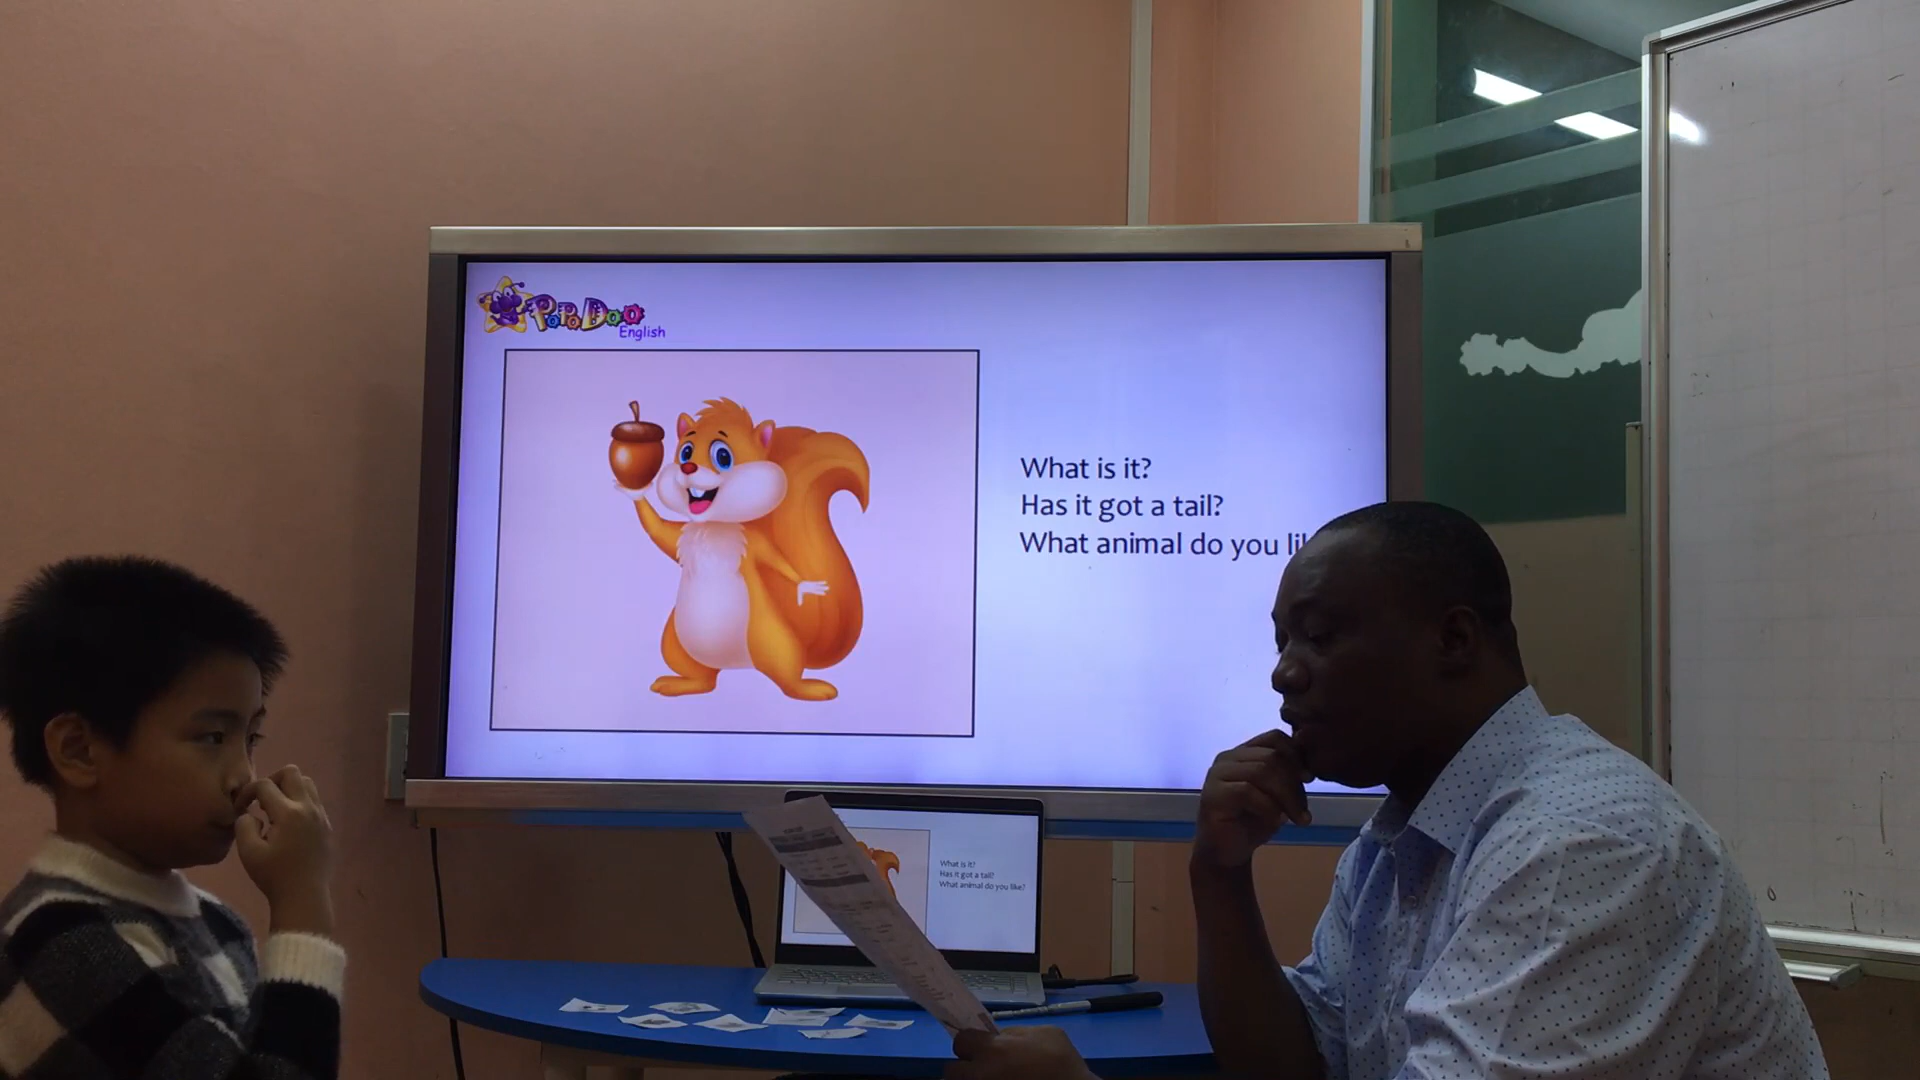 PoPoDoo
English
What is it?
Has it got a tail?
What animal do you li
What is it?
Has it got a tail?
What animal do you like?